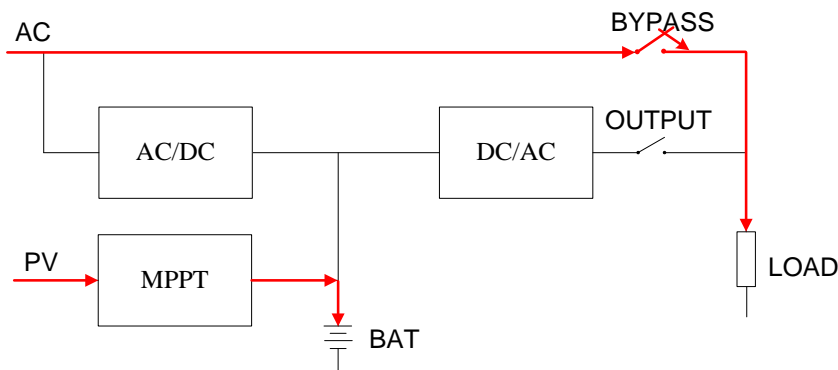 AC
BYPASS
AC/DC
DC/AC
OUTPUT
PV
MPPT
BAT
LOAD